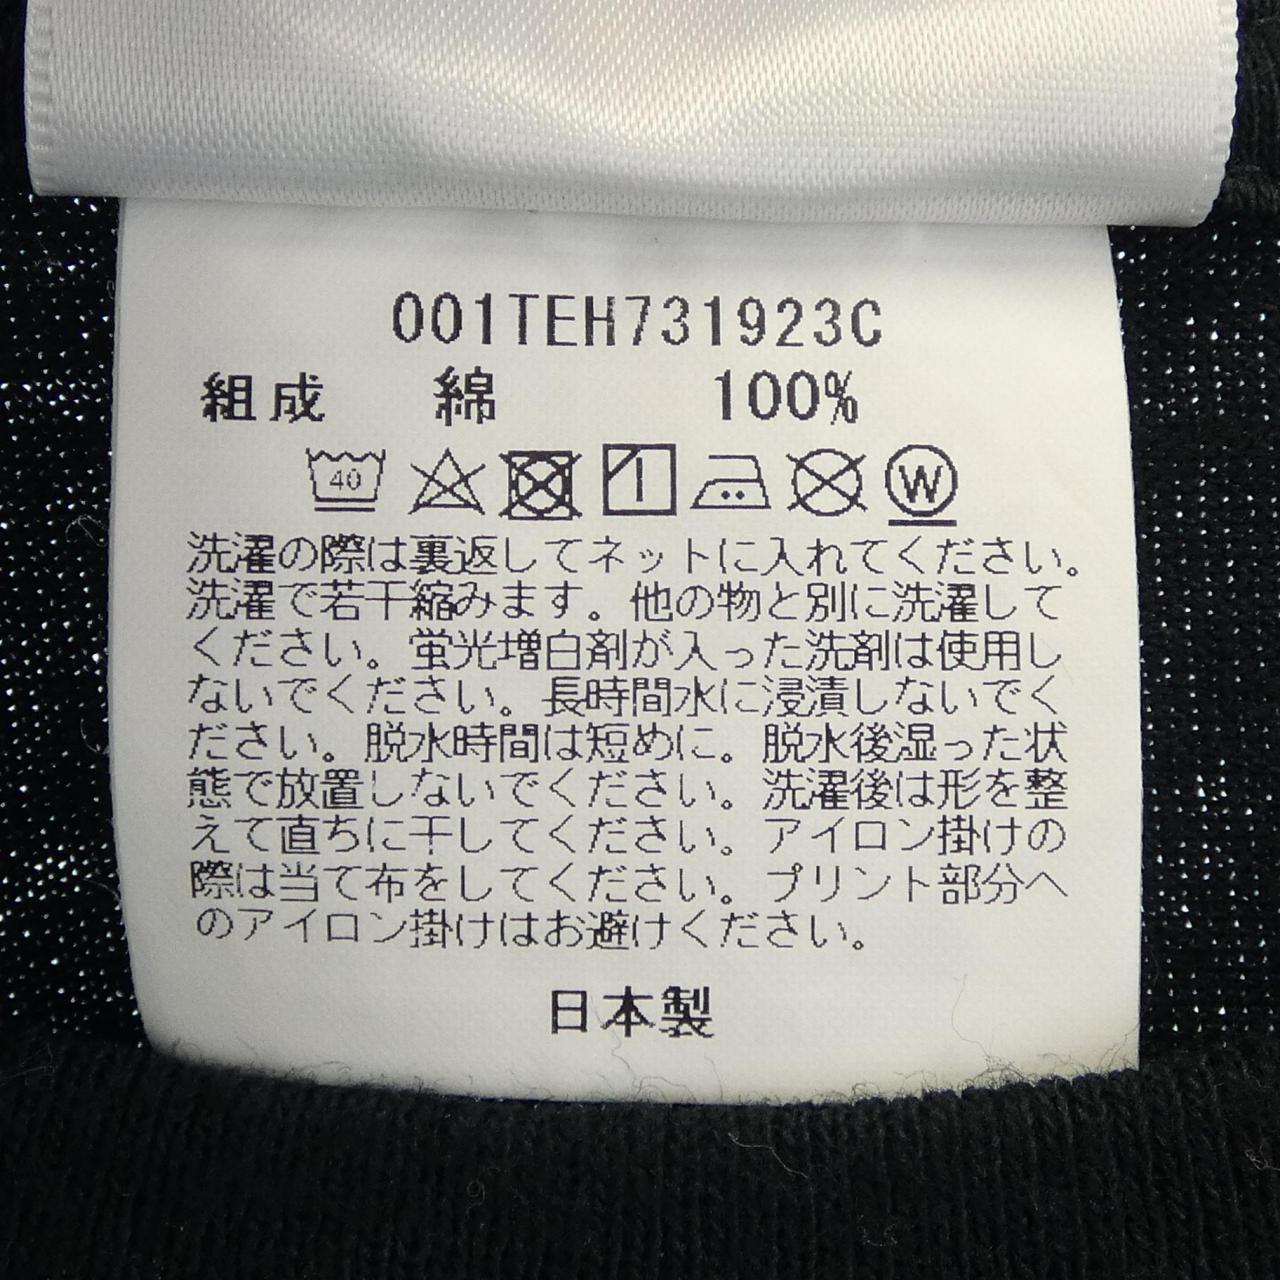 001TEH731923C
組成 綿 100%
40 W
洗濯の際は裏返してネットに入れてください。
洗濯で若干縮みます。他の物と別に洗濯して
ください。蛍光増白剤が入った洗剤は使用し
ないでください。長時間水に浸漬しないでく
ださい。脱水時間は短めに。脱水後湿った状
態で放置しないでください。洗濯後は形を整
えて直ちに干してください。アイロン掛けの
際は当て布をしてください。プリント部分へ
のアイロン掛けはお避けください。
日本製